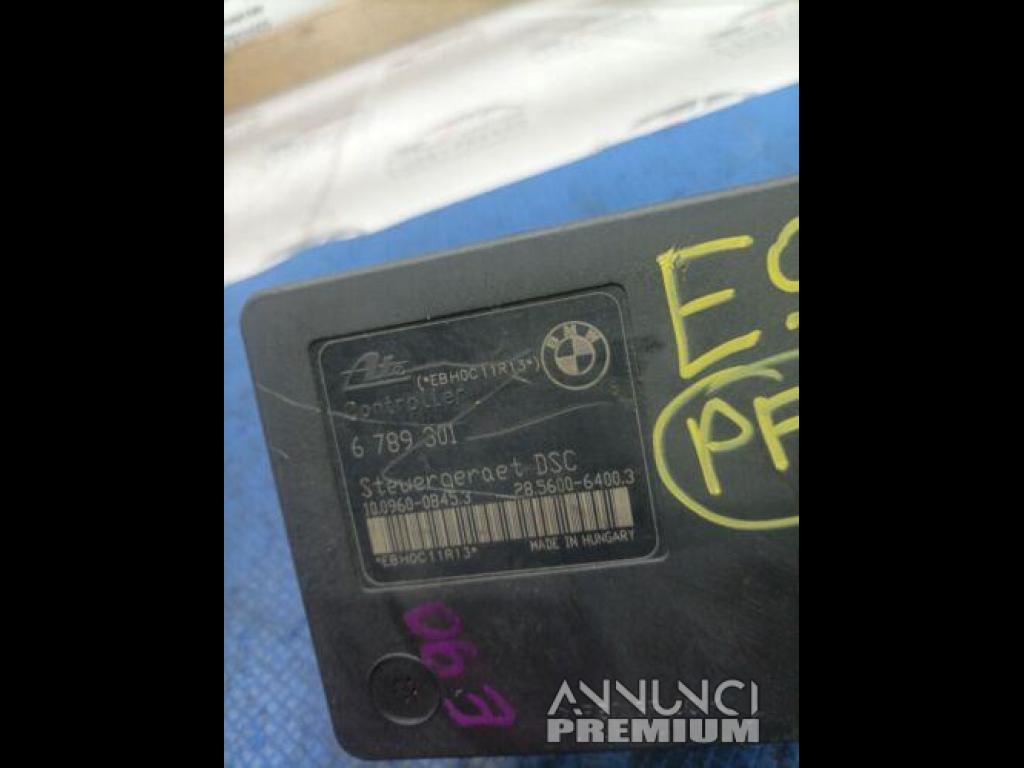 Ate (*EBH0C11R13*) BMW
Controller
6 789 301
Steuergeraet DSC
10.0960-0845.3 28.5600-6400.3
*EBH0C11R13* MADE IN HUNGARY
E9
PF
E 90
ANNUNCI
PREMIUM